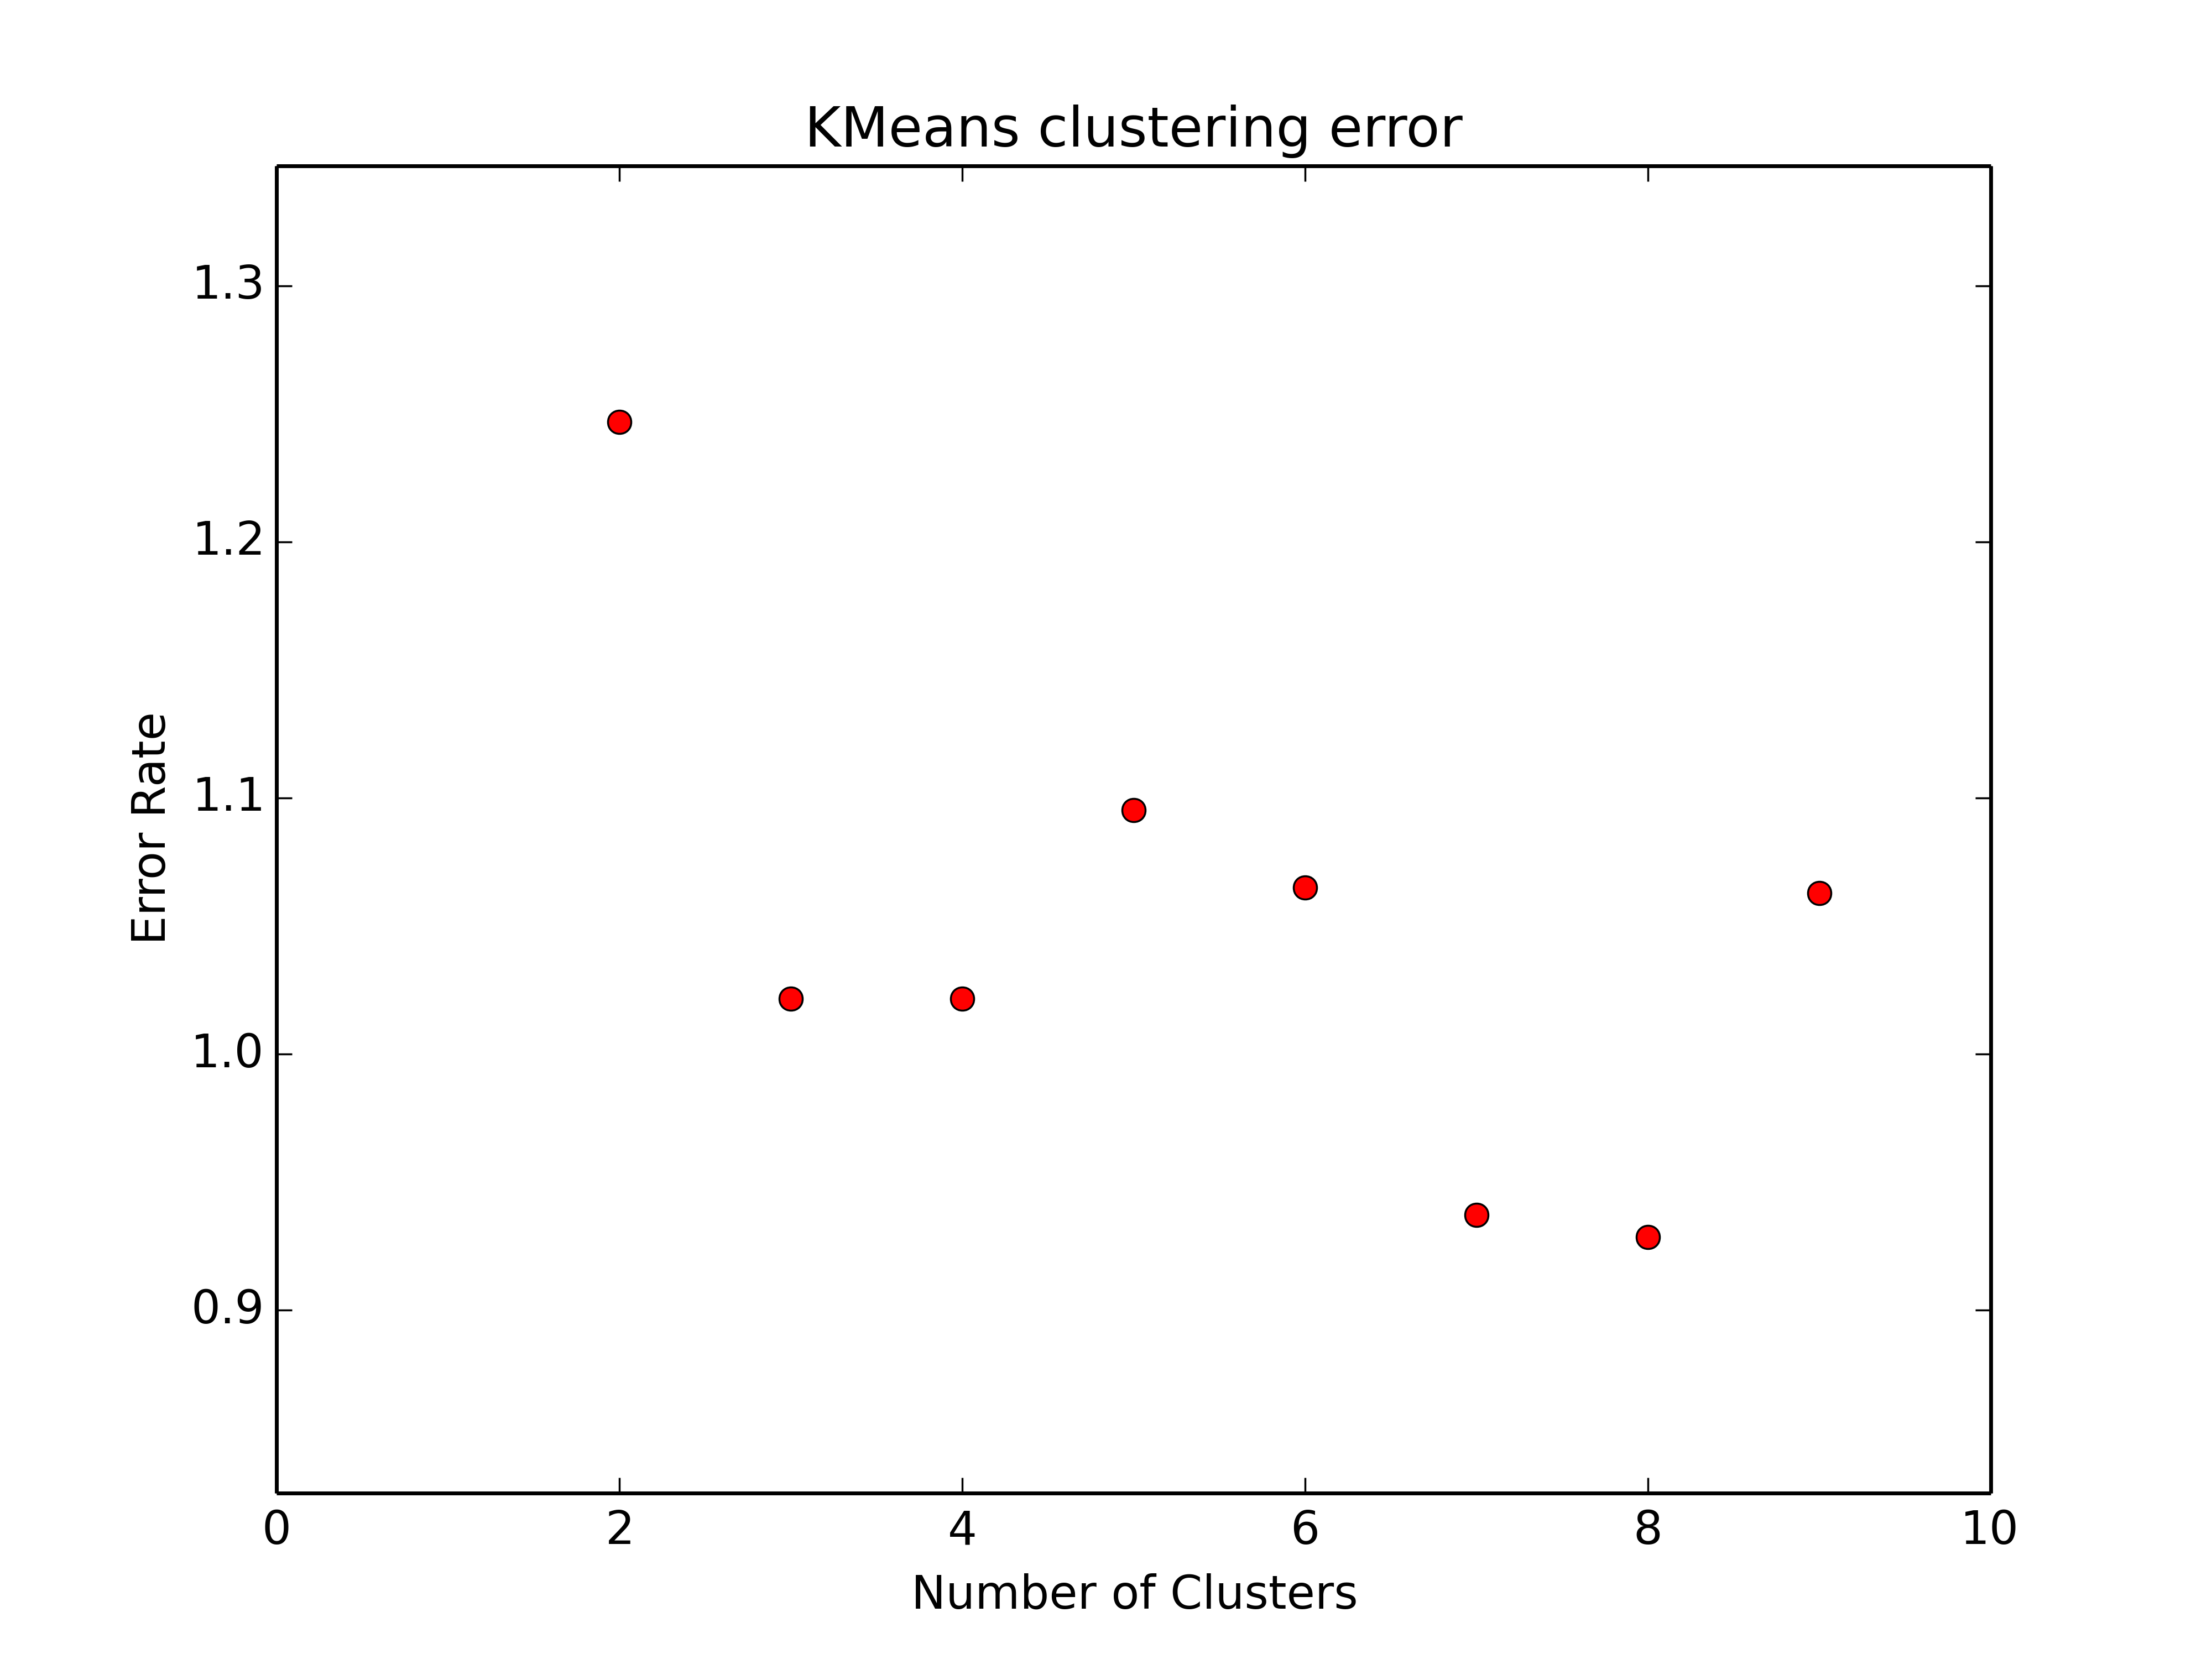 KMeans clustering error
1.3
1.2
1.1
1.0
0.9
Error Rate
0 2 4 6 8 10
Number of Clusters